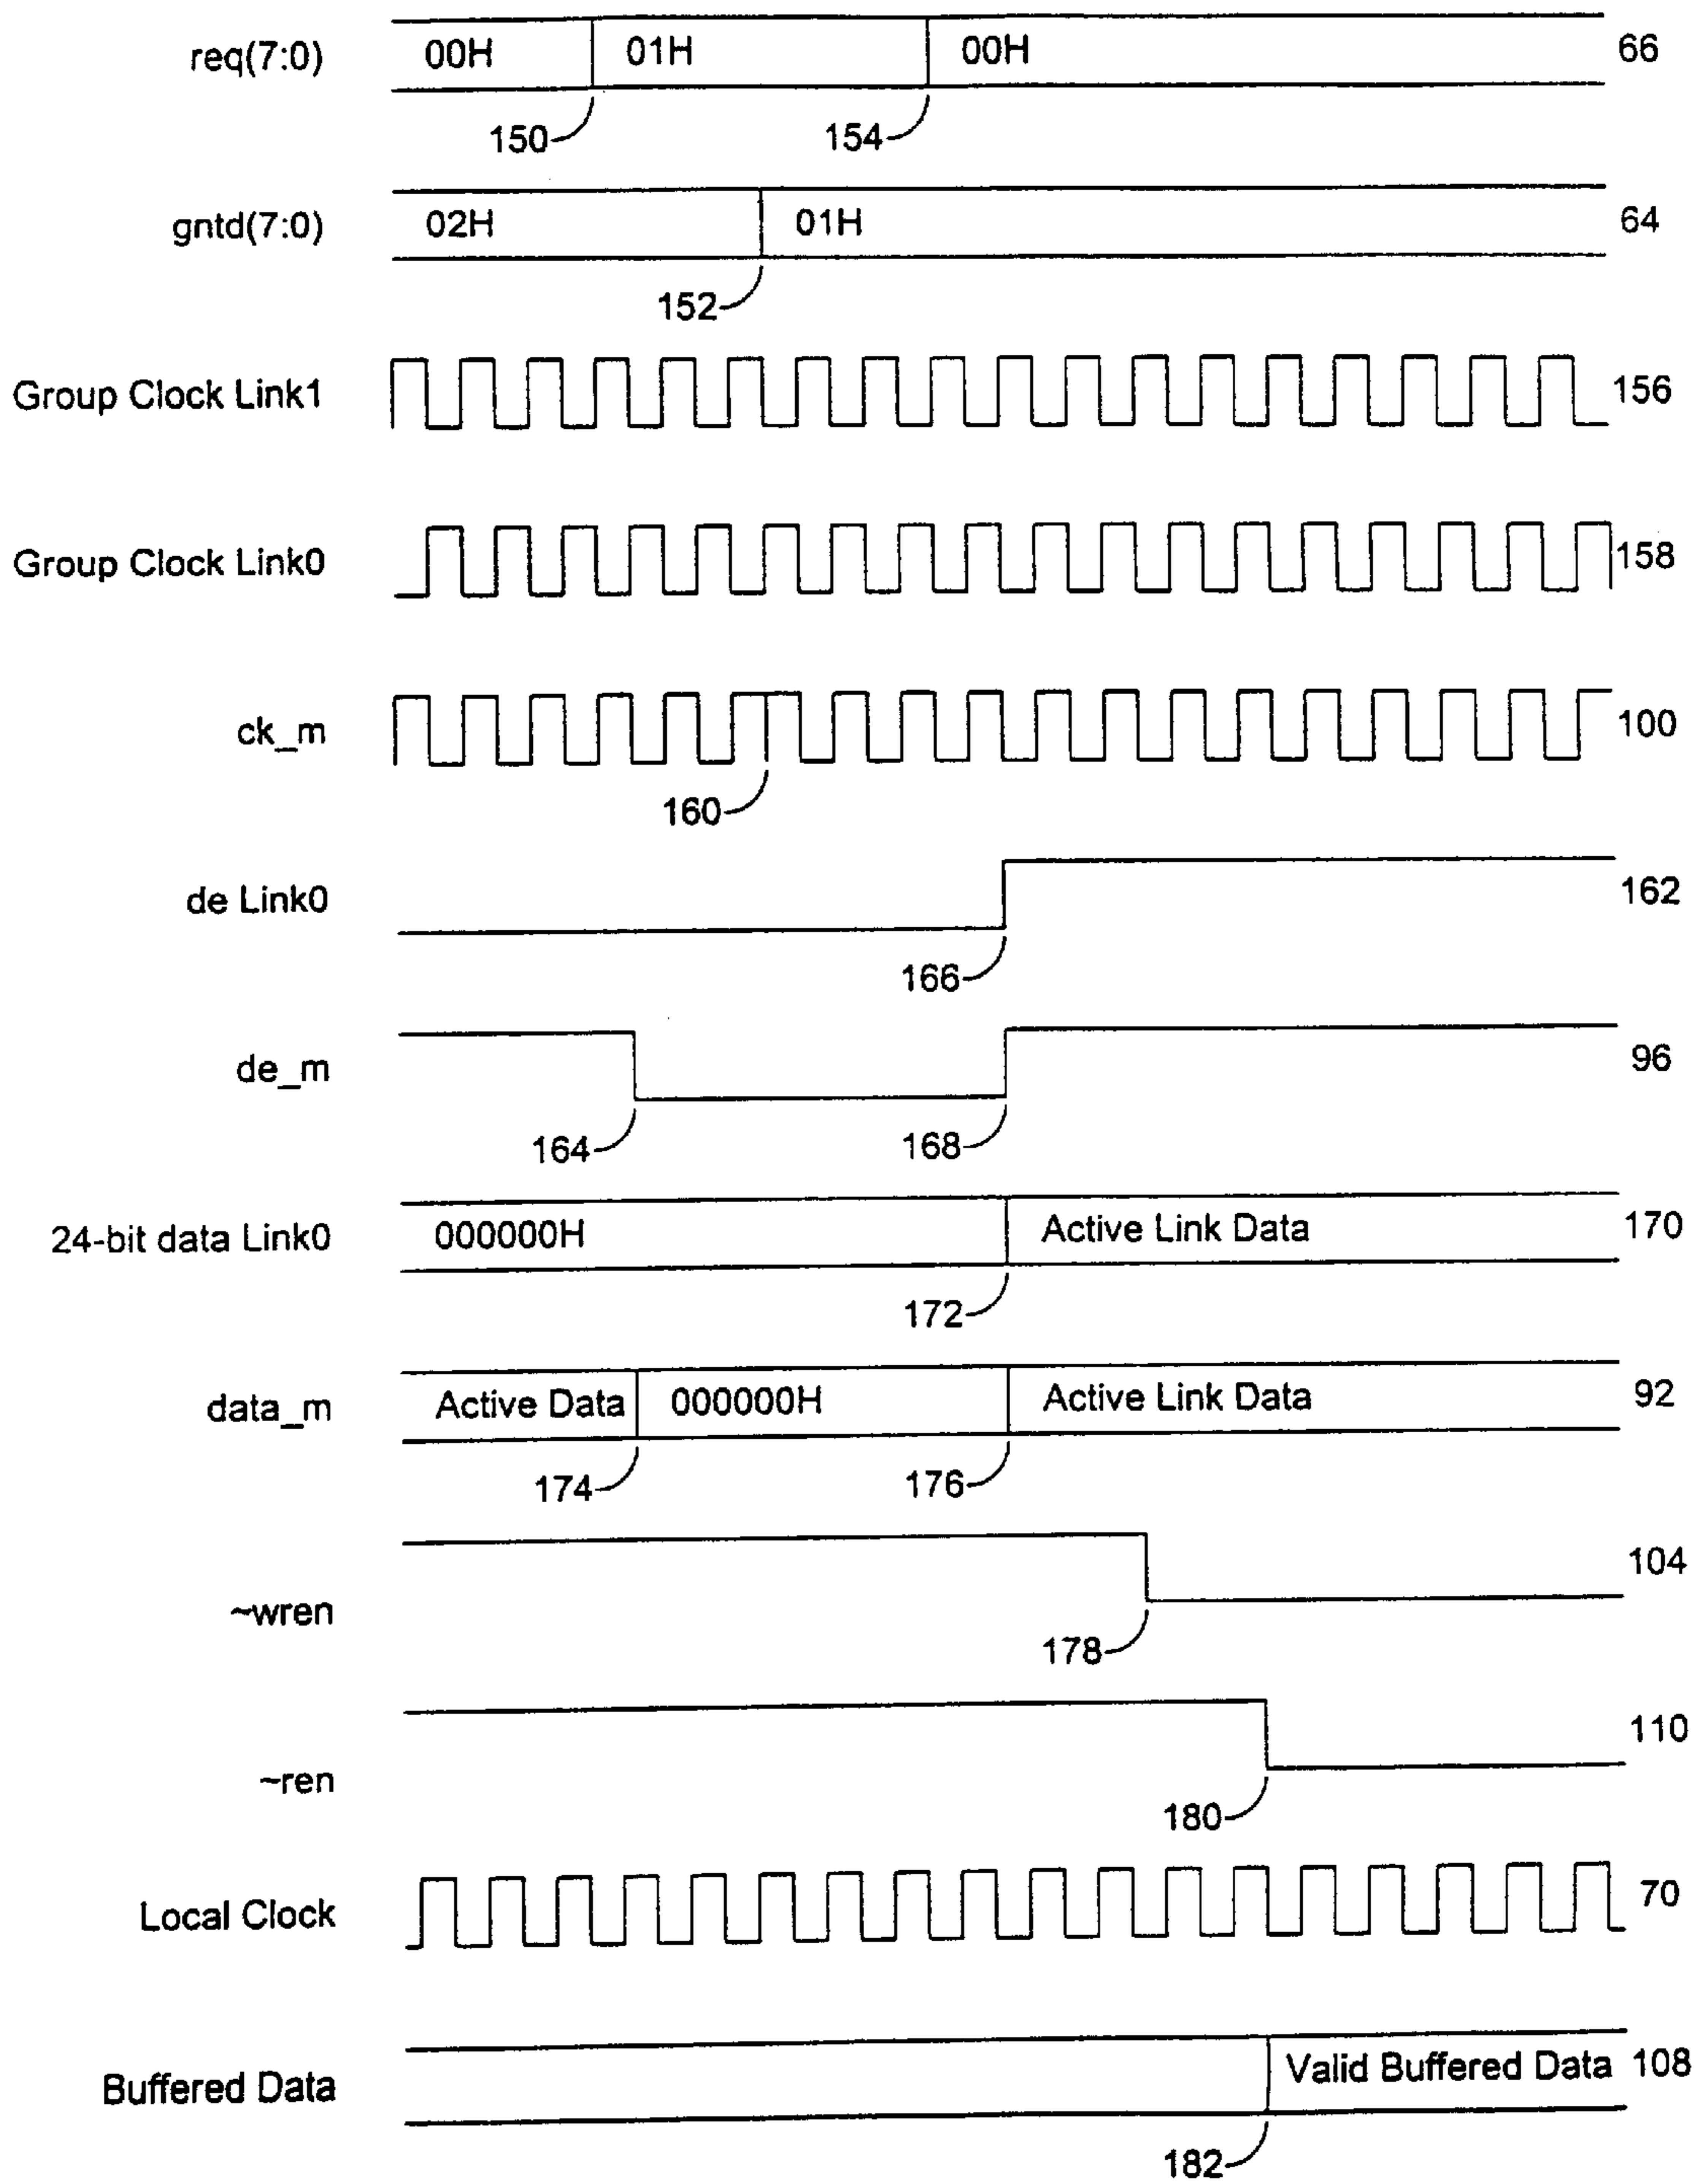 req(7:0) 00H 01H 00H 66
150 154
gntd(7:0) 02H 01H 64
152
Group Clock Link1 156
Group Clock Link0 158
ck_m 100
160
de Link0 162
166
de_m 96
164 168
24-bit data Link0 000000H Active Link Data 170
172
data_m Active Data 000000H Active Link Data 92
174 176
~wren 104
178
~ren 110
180
Local Clock 70
Buffered Data Valid Buffered Data 108
182